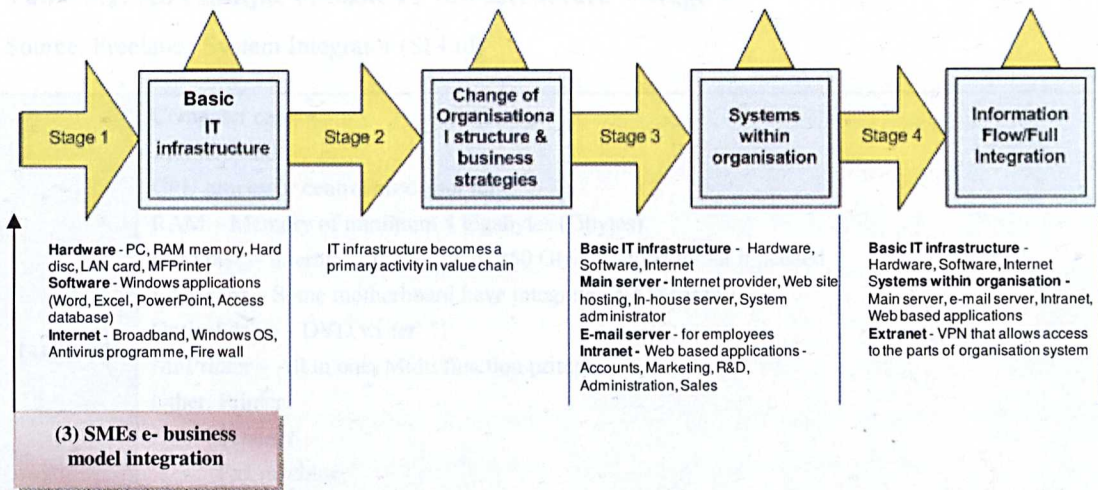 Stage 1
Basic
IT
infrastructure
Stage 2
Change of
Organisationa
l structure &
business
strategies
Stage 3
Systems
within
organisation
Stage 4
Information
Flow/Full
Integration
Hardware - PC, RAM memory, Hard
disc, LAN card, MFPrinter
Software - Windows applications
(Word, Excel, PowerPoint, Access
database)
Internet - Broadband, Windows OS,
Antivirus programme, Fire wall
IT infrastucture becomes a
primary activity in value chain
Basic IT infrastructure - Hardware,
Software, Internet
Main server - Internet provider, Web site
hosting, In-house server, System
administrator
E-mail server - for employees
Intranet - Web based applications -
Accounts, Marketing, R&D,
Administration, Sales
Basic IT infrastructure -
Hardware, Software, Internet
Systems within organisation -
Main server, e-mail server, Intranet,
Web based applications
Extranet - VPN that allows access
to the parts of organisation system
(3) SMEs e- business
model integration